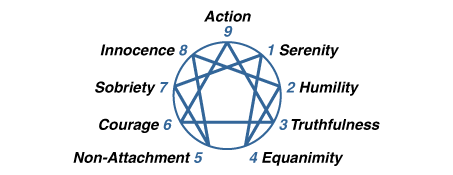 Action
9
Innocence 8
1 Serenity
Sobriety 7
2 Humility
Courage 6
3 Truthfulness
Non-Attachment 5
4 Equanimity